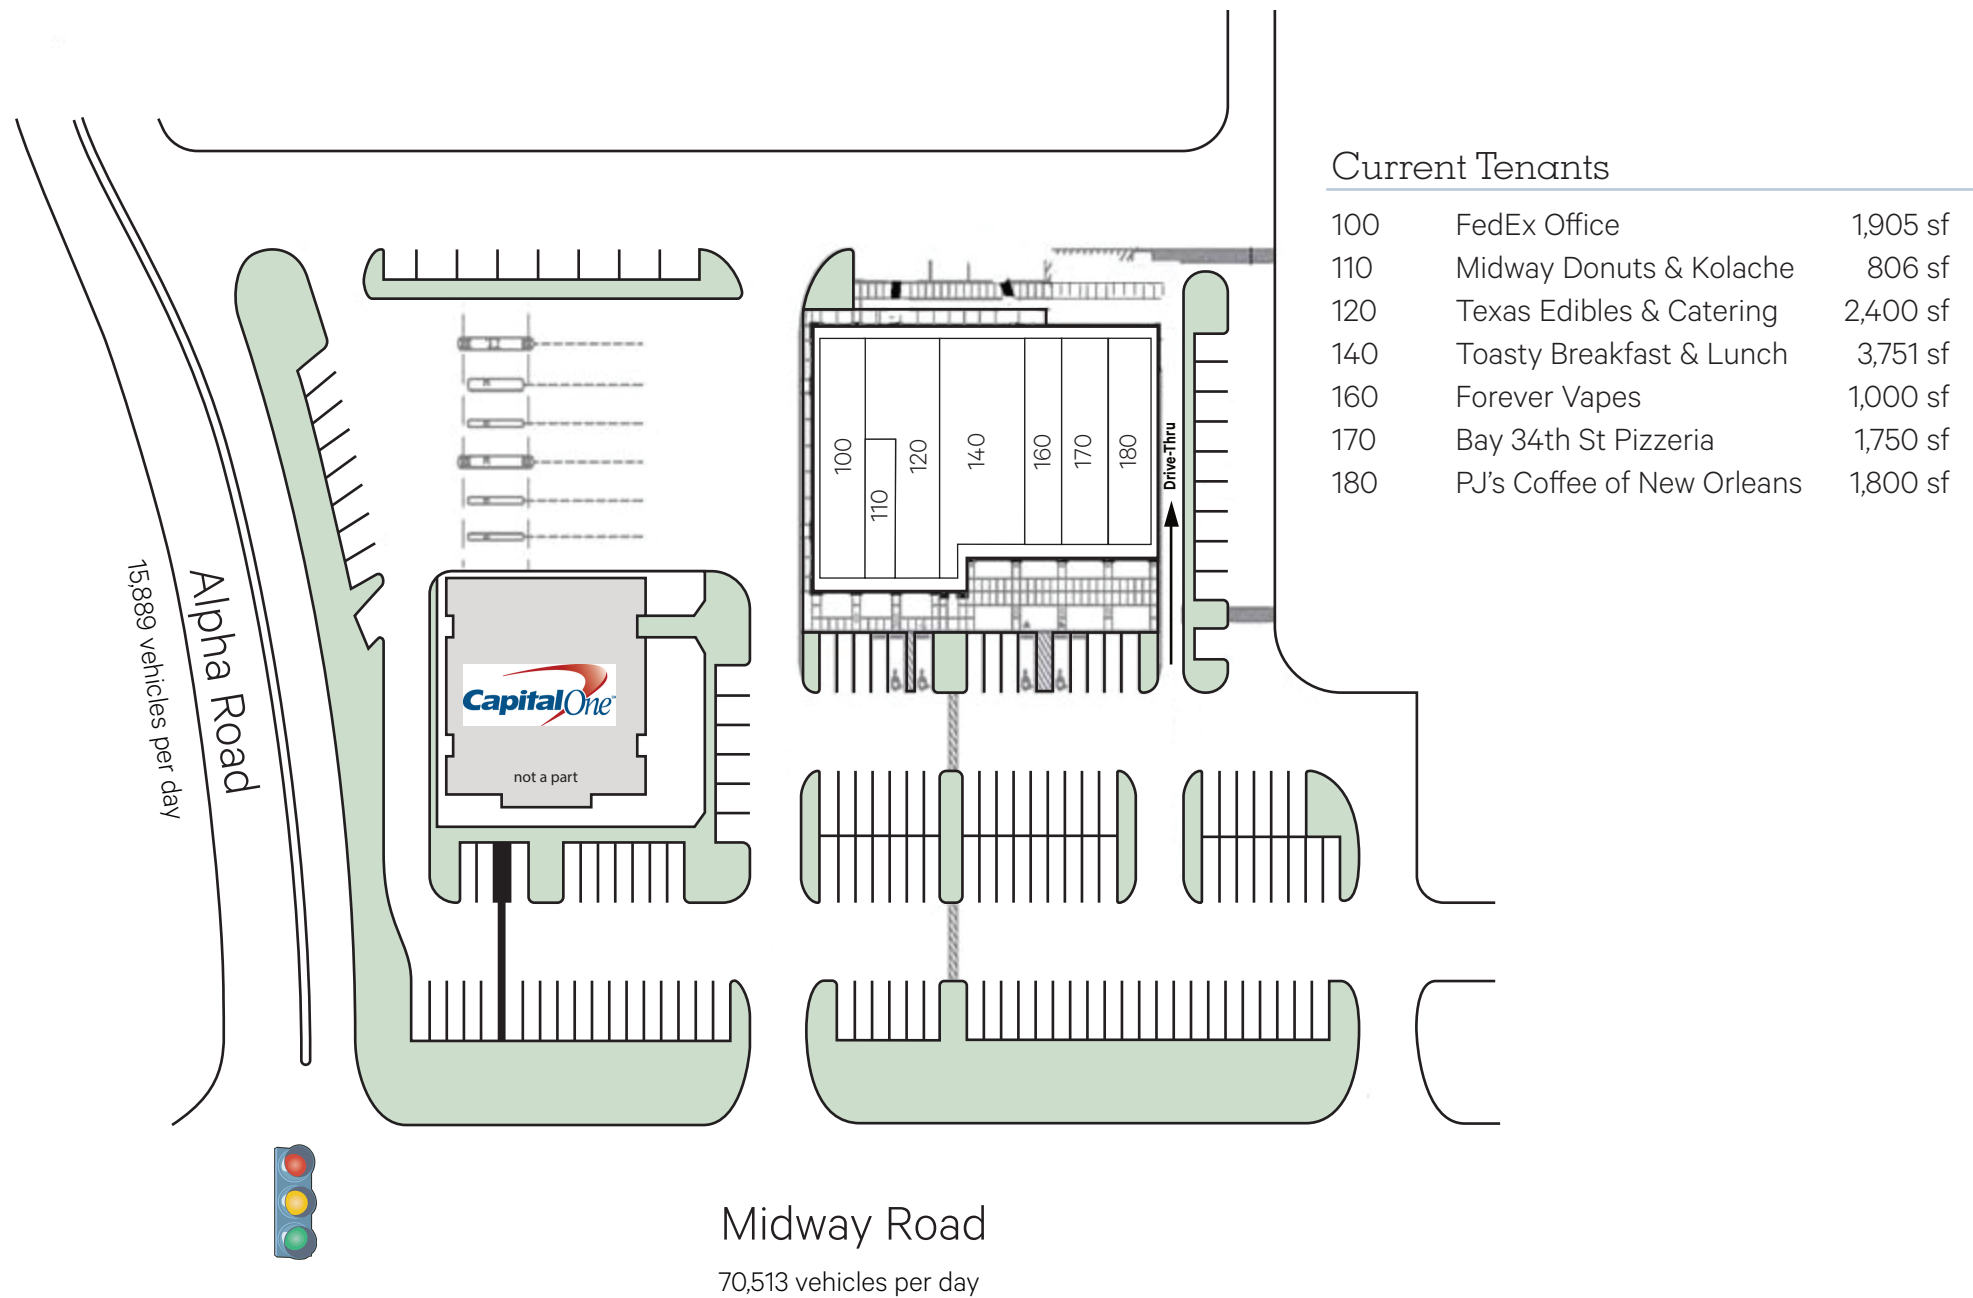 Current Tenants
100 FedEx Office 1,905 sf
110 Midway Donuts & Kolache 806 sf
120 Texas Edibles & Catering 2,400 sf
140 Toasty Breakfast & Lunch 3,751 sf
160 Forever Vapes 1,000 sf
170 Bay 34th St Pizzeria 1,750 sf
180 PJ's Coffee of New Orleans 1,800 sf
100
110
120
140
160
170
180
Drive-Thru
Alpha Road
15,889 vehicles per day
CapitalOne
not a part
Midway Road
70,513 vehicles per day